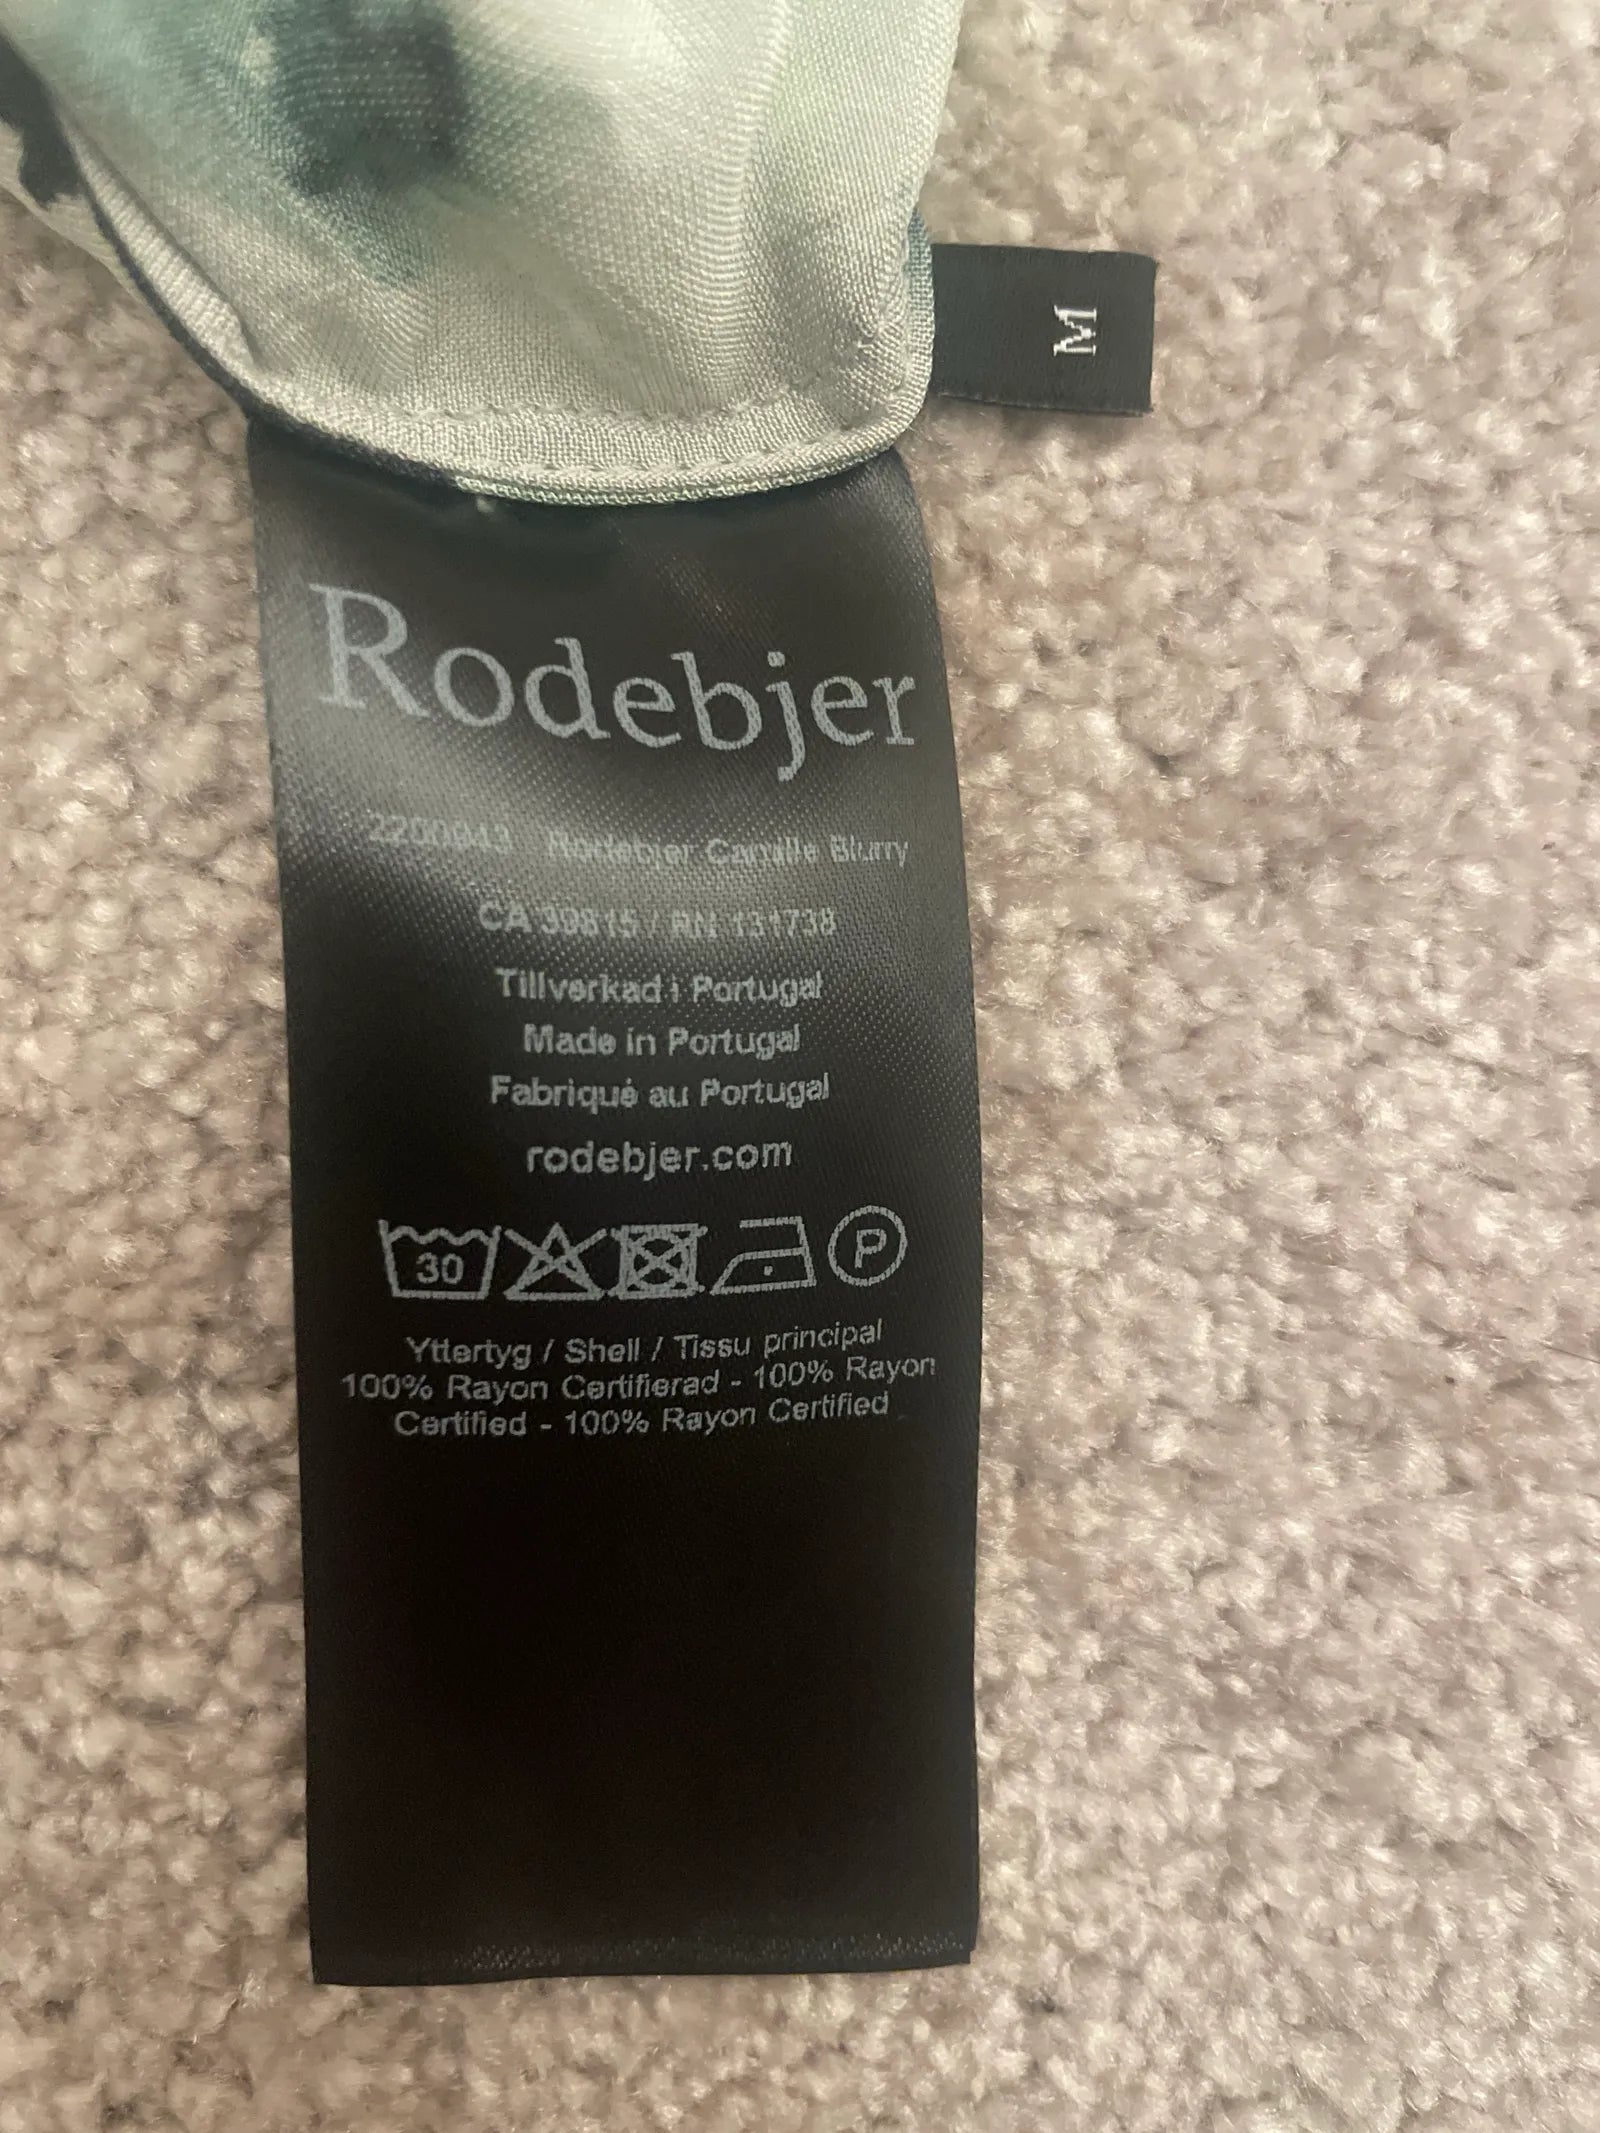 M
Rodebjer
2200943 Rodebjer Camille Blurry
CA 39815 / RN 131738
Tillverkad i Portugal
Made in Portugal
Fabriqué au Portugal
rodebjer.com
30 P
Yttertyg / Shell / Tissu principal
100% Rayon Certifierad - 100% Rayon
Certified - 100% Rayon Certified